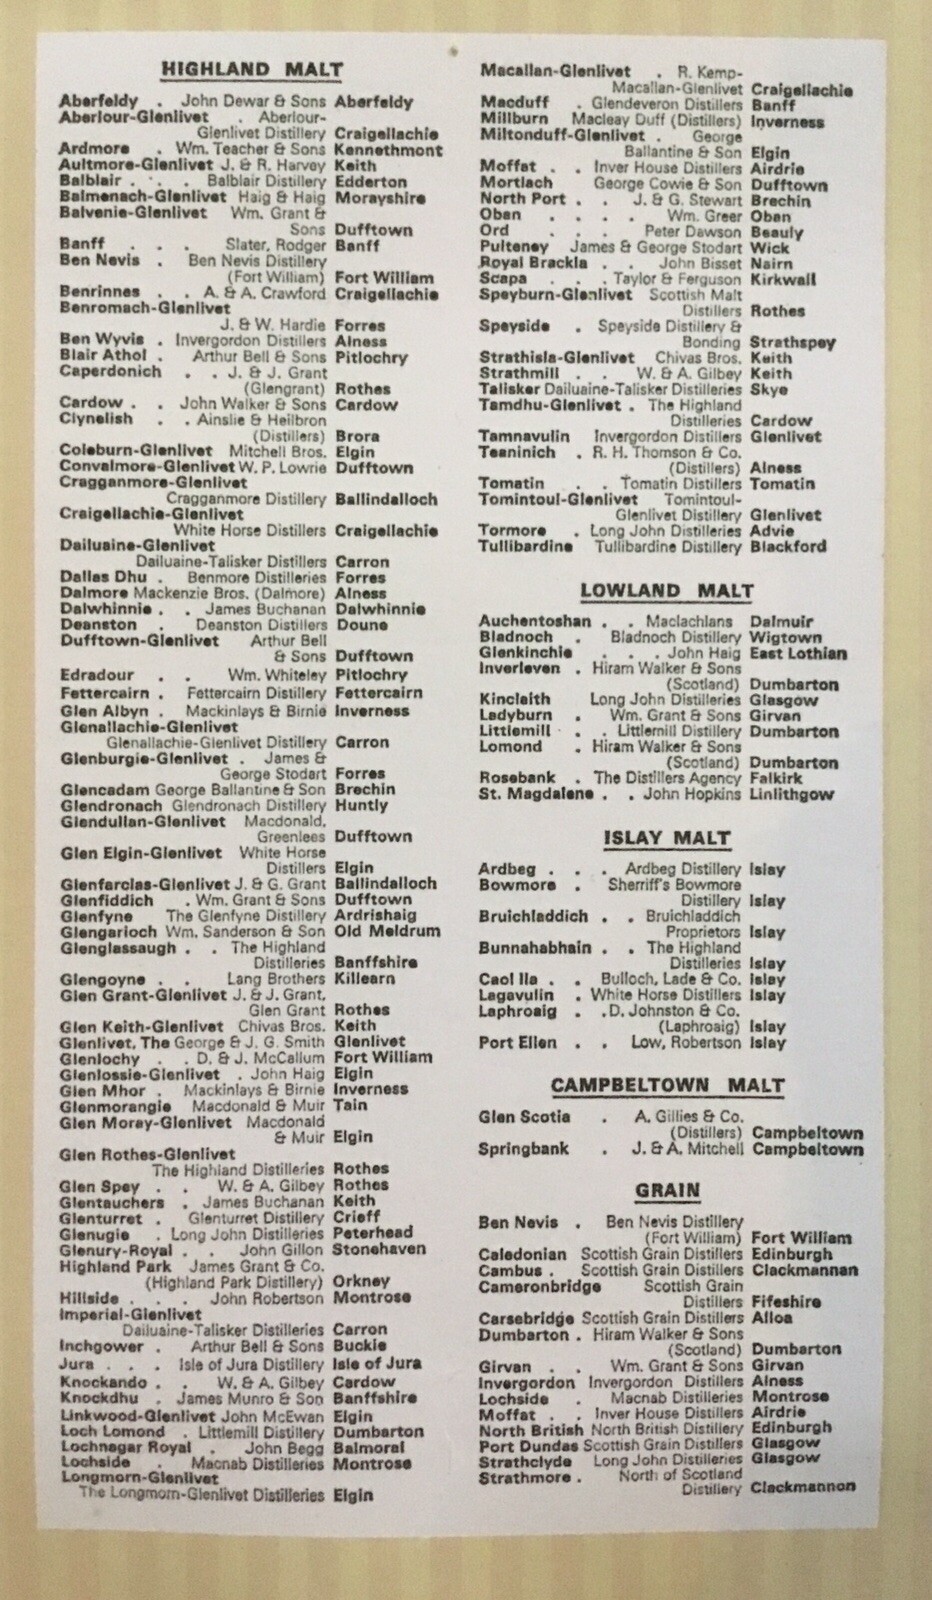 HIGHLAND MALT
Aberfeldy . John Dewar & Sons Aberfeldy
Aberlour-Glenlivet . Aberlour-
Glenlivet Distillery Craigellachie
Ardmore . Wm. Teacher & Sons Kennethmont
Aultmore-Glenlivet J. & R. Harvey Keith
Balblair . . . Balblair Distillery Edderton
Balmenach-Glenlivet Haig & Haig Morayshire
Balvenie-Glenlivet Wm. Grant &
Sons Dufftown
Banff . . . Slater, Rodger Banff
Ben Nevis . Ben Nevis Distillery
(Fort William) Fort William
Benrinnes . . A. & A. Crawford Craigellachie
Benromach-Glenlivet
J. & W. Hardie Forres
Ben Wyvis . Invergordon Distillers Alness
Blair Athol . Arthur Bell & Sons Pitlochry
Caperdonich . . J. & J. Grant
(Glengrant) Rothes
Cardow . . John Walker & Sons Cardow
Clynelish . . Ainslie & Heilbron
(Distillers) Brora
Coleburn-Glenlivet Mitchell Bros. Elgin
Convalmore-Glenlivet W. P. Lowrie Dufftown
Cragganmore-Glenlivet
Cragganmore Distillery Ballindalloch
Craigellachie-Glenlivet
White Horse Distillers Craigellachie
Dailuaine-Glenlivet
Dailuaine-Talisker Distillers Carron
Dallas Dhu . Benmore Distilleries Forres
Dalmore Mackenzie Bros. (Dalmore) Alness
Dalwhinnie . . James Buchanan Dalwhinnie
Deanston . Deanston Distillers Doune
Dufftown-Glenlivet Arthur Bell
& Sons Dufftown
Edradour . . Wm. Whiteley Pitlochry
Fettercairn . Fettercairn Distillery Fettercairn
Glen Albyn . Mackinlays & Birnie Inverness
Glenallachie-Glenlivet
Glenallachie-Glenlivet Distillery Carron
Glenburgie-Glenlivet . James &
George Stodart Forres
Glencadam George Ballantine & Son Brechin
Glendronach Glendronach Distillery Huntly
Glendullan-Glenlivet Macdonald,
Greenlees Dufftown
Glen Elgin-Glenlivet White Horse
Distillers Elgin
Glenfarclas-Glenlivet J. & G. Grant Ballindalloch
Glenfiddich . Wm. Grant & Sons Dufftown
Glenfyne The Glenfyne Distillery Ardrishaig
Glengarioch Wm. Sanderson & Son Old Meldrum
Glenglassaugh . . The Highland
Distilleries Banffshire
Glengoyne . . Lang Brothers Killearn
Glen Grant-Glenlivet J. & J. Grant,
Glen Grant Rothes
Glen Keith-Glenlivet Chivas Bros. Keith
Glenlivet, The George & J. G. Smith Glenlivet
Glenlochy . . D. & J. McCallum Fort William
Glenlossie-Glenlivet . John Haig Elgin
Glen Mhor . Mackinlays & Birnie Inverness
Glenmorangie Macdonald & Muir Tain
Glen Moray-Glenlivet Macdonald
& Muir Elgin
Glen Rothes-Glenlivet
The Highland Distilleries Rothes
Glen Spey . . W. & A. Gilbey Rothes
Glentauchers . James Buchanan Keith
Glenturret . Glenturret Distillery Crieff
Glenugie . Long John Distilleries Peterhead
Glenury-Royal . . John Gillon Stonehaven
Highland Park James Grant & Co.
(Highland Park Distillery) Orkney
Hillside . . . John Robertson Montrose
Imperial-Glenlivet
Dailuaine-Talisker Distilleries Carron
Inchgower . Arthur Bell & Sons Buckie
Jura . . . Isle of Jura Distillery Isle of Jura
Knockando . . W. & A. Gilbey Cardow
Knockdhu . James Munro & Son Banffshire
Linkwood-Glenlivet John McEwan Elgin
Loch Lomond . Littlemill Distillery Dumbarton
Lochnagar Royal . John Begg Balmoral
Lochside . . Macnab Distilleries Montrose
Longmorn-Glenlivet
The Longmorn-Glenlivet Distilleries Elgin
Macallan-Glenlivet . R. Kemp-
Macallan-Glenlivet Craigellachie
Macduff . Glendeveron Distillers Banff
Millburn Macleay Duff (Distillers) Inverness
Miltonduff-Glenlivet . George
Ballantine & Son Elgin
Moffat . . Inver House Distillers Airdrie
Mortlach George Cowie & Son Dufftown
North Port . . J. & G. Stewart Brechin
Oban . . . . Wm. Greer Oban
Ord . . . Peter Dawson Beauly
Pulteney James & George Stodart Wick
Royal Brackla . . John Bisset Nairn
Scapa . . . Taylor & Ferguson Kirkwall
Speyburn-Glenlivet Scottish Malt
Distillers Rothes
Speyside . Speyside Distillery &
Bonding Strathspey
Strathisla-Glenlivet Chivas Bros. Keith
Strathmill . . W. & A. Gilbey Keith
Talisker Dailuaine-Talisker Distilleries Skye
Tamdhu-Glenlivet . The Highland
Distilleries Cardow
Tamnavulin Invergordon Distillers Glenlivet
Teaninich . R. H. Thomson & Co.
(Distillers) Alness
Tomatin . . Tomatin Distillers Tomatin
Tomintoul-Glenlivet Tomintoul-
Glenlivet Distillery Glenlivet
Tormore . Long John Distilleries Advie
Tullibardine Tullibardine Distillery Blackford
LOWLAND MALT
Auchentoshan . . Maclachlans Dalmuir
Bladnoch . Bladnoch Distillery Wigtown
Glenkinchie . . . John Haig East Lothian
Inverleven . Hiram Walker & Sons
(Scotland) Dumbarton
Kinclaith Long John Distilleries Glasgow
Ladyburn . Wm. Grant & Sons Girvan
Littlemill . . Littlemill Distillery Dumbarton
Lomond . Hiram Walker & Sons
(Scotland) Dumbarton
Rosebank . The Distillers Agency Falkirk
St. Magdalene . . John Hopkins Linlithgow
ISLAY MALT
Ardbeg . . . Ardbeg Distillery Islay
Bowmore . Sherriff's Bowmore
Distillery Islay
Bruichladdich . . Bruichladdich
Proprietors Islay
Bunnahabhain . . The Highland
Distilleries Islay
Caol Ila . . Bulloch, Lade & Co. Islay
Lagavulin . White Horse Distillers Islay
Laphroaig . . D. Johnston & Co.
(Laphroaig) Islay
Port Ellen . . Low, Robertson Islay
CAMPBELTOWN MALT
Glen Scotia . A. Gillies & Co.
(Distillers) Campbeltown
Springbank . J. & A. Mitchell Campbeltown
GRAIN
Ben Nevis . Ben Nevis Distillery
(Fort William) Fort William
Caledonian Scottish Grain Distillers Edinburgh
Cambus . Scottish Grain Distillers Clackmannan
Cameronbridge Scottish Grain
Distillers Fifeshire
Carsebridge Scottish Grain Distillers Alloa
Dumbarton . Hiram Walker & Sons
(Scotland) Dumbarton
Girvan . . Wm. Grant & Sons Girvan
Invergordon Invergordon Distillers Alness
Lochside . Macnab Distilleries Montrose
Moffat . . Inver House Distillers Airdrie
North British North British Distillery Edinburgh
Port Dundas Scottish Grain Distillers Glasgow
Strathclyde Long John Distilleries Glasgow
Strathmore . North of Scotland
Distillery Clackmannon